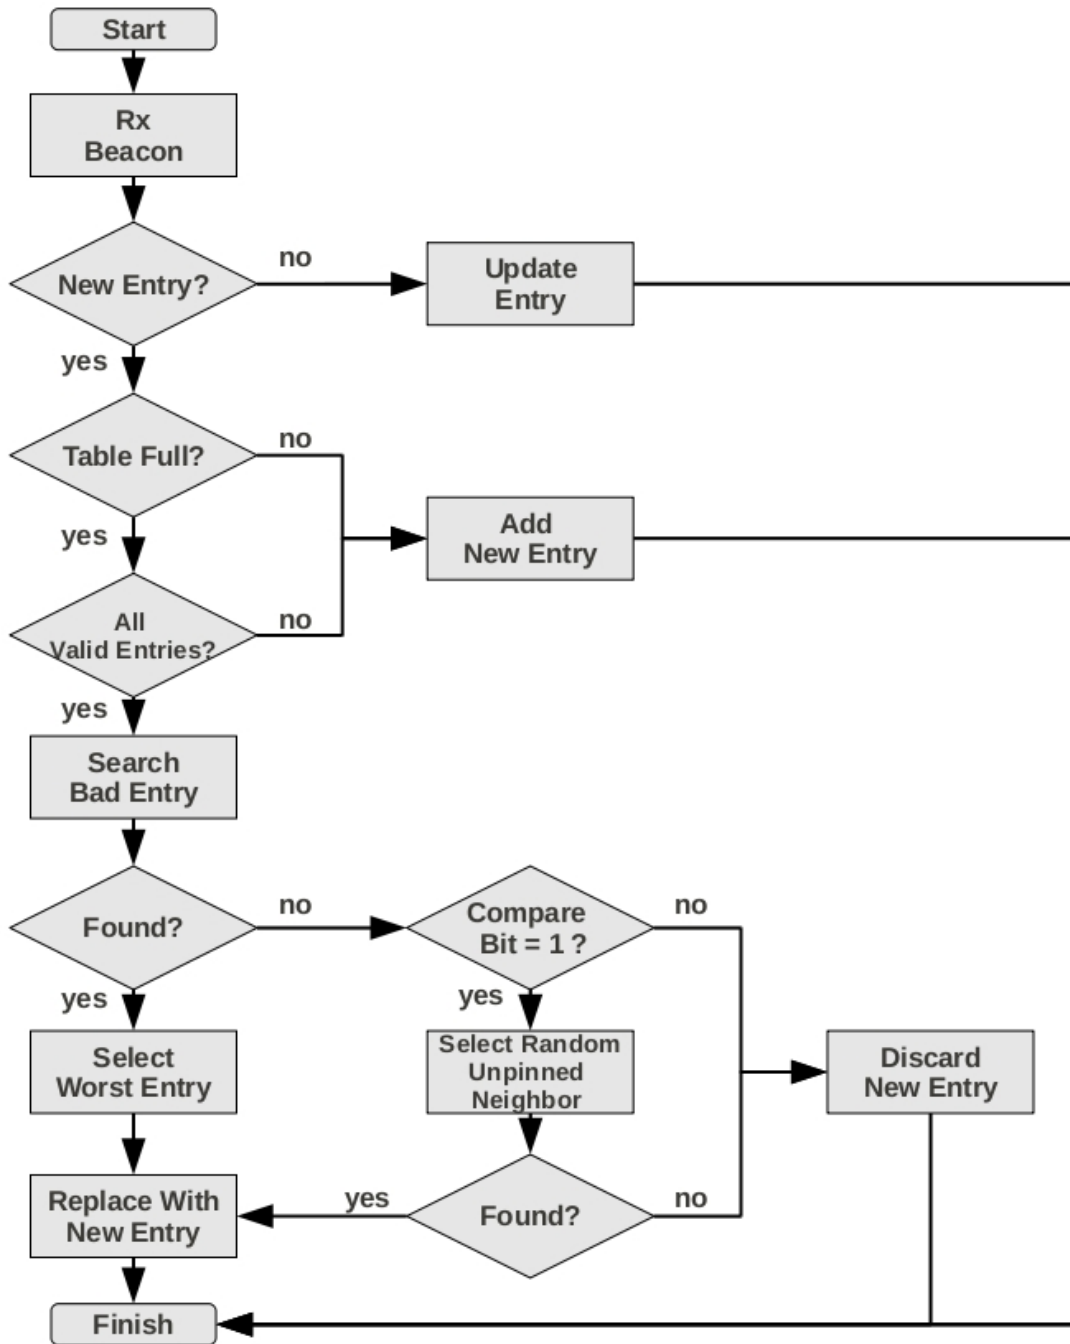 Start
Rx
Beacon
New Entry?
no
Update
Entry
yes
Table Full?
no
yes
Add
New Entry
All
Valid Entries?
no
yes
Search
Bad Entry
Found?
no
Compare
Bit = 1 ?
no
yes
yes
Select
Worst Entry
Select Random
Unpinned
Neighbor
Discard
New Entry
Replace With
New Entry
yes
Found?
no
Finish